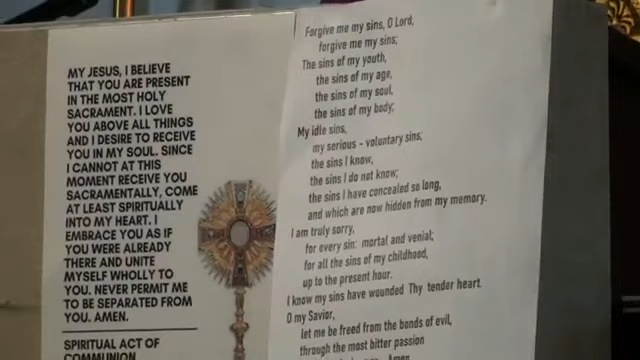 MY JESUS, I BELIEVE
THAT YOU ARE PRESENT
IN THE MOST HOLY
SACRAMENT. I LOVE
YOU ABOVE ALL THINGS
AND I DESIRE TO RECEIVE
YOU IN MY SOUL. SINCE
I CANNOT AT THIS
MOMENT RECEIVE YOU
SACRAMENTALLY, COME
AT LEAST SPIRITUALLY
INTO MY HEART. I
EMBRACE YOU AS IF
YOU WERE ALREADY
THERE AND UNITE
MYSELF WHOLLY TO
YOU. NEVER PERMIT ME
TO BE SEPARATED FROM
YOU. AMEN.
SPIRITUAL ACT OF
COMMUNION
Forgive me my sins, O Lord,
forgive me my sins;
The sins of my youth,
the sins of my age,
the sins of my soul,
the sins of my body;
My idle sins,
my serious - voluntary sins;
the sins I know,
the sins I do not know;
the sins I have concealed so long,
and which are now hidden from my memory.
I am truly sorry,
for every sin: mortal and venial;
for all the sins of my childhood,
up to the present hour.
I know my sins have wounded Thy tender heart.
O my Savior,
let me be freed from the bonds of evil,
through the most bitter passion
Amen